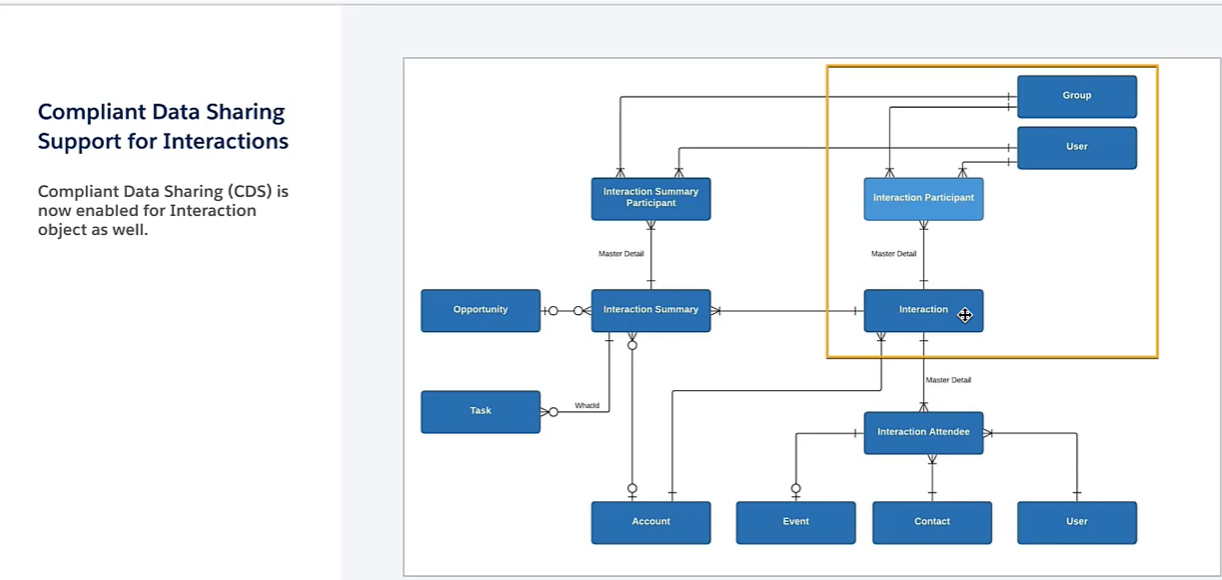 Compliant Data Sharing
Support for Interactions
Compliant Data Sharing (CDS) is
now enabled for Interaction
object as well.
Group
User
Interaction Summary
Participant
Interaction Participant
Master Detail
Master Detail
Opportunity
Interaction Summary
Interaction
Master Detail
Task
WhatId
Interaction Attendee
Account
Event
Contact
User